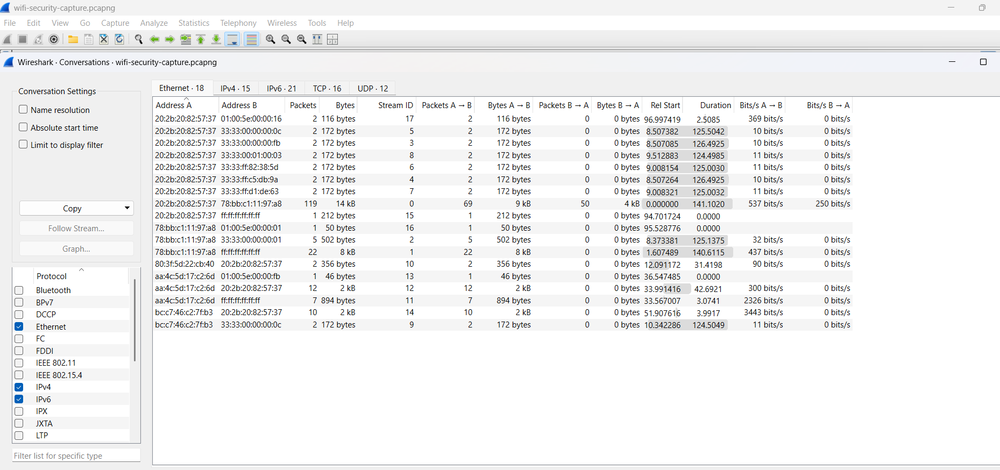 wifi-security-capture.pcapng
File Edit View Go Capture Analyze Statistics Telephony Wireless Tools Help
Wireshark · Conversations · wifi-security-capture.pcapng
Conversation Settings
Name resolution
Absolute start time
Limit to display filter
Copy
Follow Stream...
Graph...
Protocol
Bluetooth
BPv7
DCCP
Ethernet
FC
FDDI
IEEE 802.11
IEEE 802.15.4
IPv4
IPv6
IPX
JXTA
LTP
Filter list for specific type
Ethernet · 18 IPv4 · 15 IPv6 · 21 TCP · 16 UDP · 12
Address A Address B Packets Bytes Stream ID Packets A → B Bytes A → B Packets B → A Bytes B → A Rel Start Duration Bits/s A → B Bits/s B → A
20:2b:20:82:57:37 01:00:5e:00:00:16 2 116 bytes 17 2 116 bytes 0 0 bytes 96.997419 2.5085 369 bits/s 0 bits/s
20:2b:20:82:57:37 33:33:00:00:00:0c 2 172 bytes 5 2 172 bytes 0 0 bytes 8.507382 125.5042 10 bits/s 0 bits/s
20:2b:20:82:57:37 33:33:00:00:00:fb 2 172 bytes 3 2 172 bytes 0 0 bytes 8.507085 126.4925 10 bits/s 0 bits/s
20:2b:20:82:57:37 33:33:00:01:00:03 2 172 bytes 8 2 172 bytes 0 0 bytes 9.512883 124.4985 11 bits/s 0 bits/s
20:2b:20:82:57:37 33:33:ff:82:38:5d 2 172 bytes 6 2 172 bytes 0 0 bytes 9.008154 125.0030 11 bits/s 0 bits/s
20:2b:20:82:57:37 33:33:ff:c5:db:9a 2 172 bytes 4 2 172 bytes 0 0 bytes 8.507264 126.4925 10 bits/s 0 bits/s
20:2b:20:82:57:37 33:33:ff:d1:de:63 2 172 bytes 7 2 172 bytes 0 0 bytes 9.008321 125.0032 11 bits/s 0 bits/s
20:2b:20:82:57:37 78:bb:c1:11:97:a8 119 14 kB 0 69 9 kB 50 4 kB 0.000000 141.1020 537 bits/s 250 bits/s
20:2b:20:82:57:37 ff:ff:ff:ff:ff:ff 1 212 bytes 15 1 212 bytes 0 0 bytes 94.701724 0.0000
78:bb:c1:11:97:a8 01:00:5e:00:00:01 1 50 bytes 16 1 50 bytes 0 0 bytes 95.528776 0.0000
78:bb:c1:11:97:a8 33:33:00:00:00:01 5 502 bytes 2 5 502 bytes 0 0 bytes 8.373381 125.1375 32 bits/s 0 bits/s
78:bb:c1:11:97:a8 ff:ff:ff:ff:ff:ff 22 8 kB 1 22 8 kB 0 0 bytes 1.607489 140.6115 437 bits/s 0 bits/s
80:3f:5d:22:cb:40 20:2b:20:82:57:37 2 356 bytes 10 2 356 bytes 0 0 bytes 12.091172 31.4198 90 bits/s 0 bits/s
aa:4c:5d:17:c2:6d 01:00:5e:00:00:fb 1 46 bytes 13 1 46 bytes 0 0 bytes 36.547485 0.0000
aa:4c:5d:17:c2:6d 20:2b:20:82:57:37 12 2 kB 12 12 2 kB 0 0 bytes 33.991416 42.6921 300 bits/s 0 bits/s
aa:4c:5d:17:c2:6d ff:ff:ff:ff:ff:ff 7 894 bytes 11 7 894 bytes 0 0 bytes 33.567007 3.0741 2326 bits/s 0 bits/s
bc:c7:46:c2:7f:b3 20:2b:20:82:57:37 10 2 kB 14 10 2 kB 0 0 bytes 51.907616 3.9917 3443 bits/s 0 bits/s
bc:c7:46:c2:7f:b3 33:33:00:00:00:0c 2 172 bytes 9 2 172 bytes 0 0 bytes 10.342286 124.5049 11 bits/s 0 bits/s